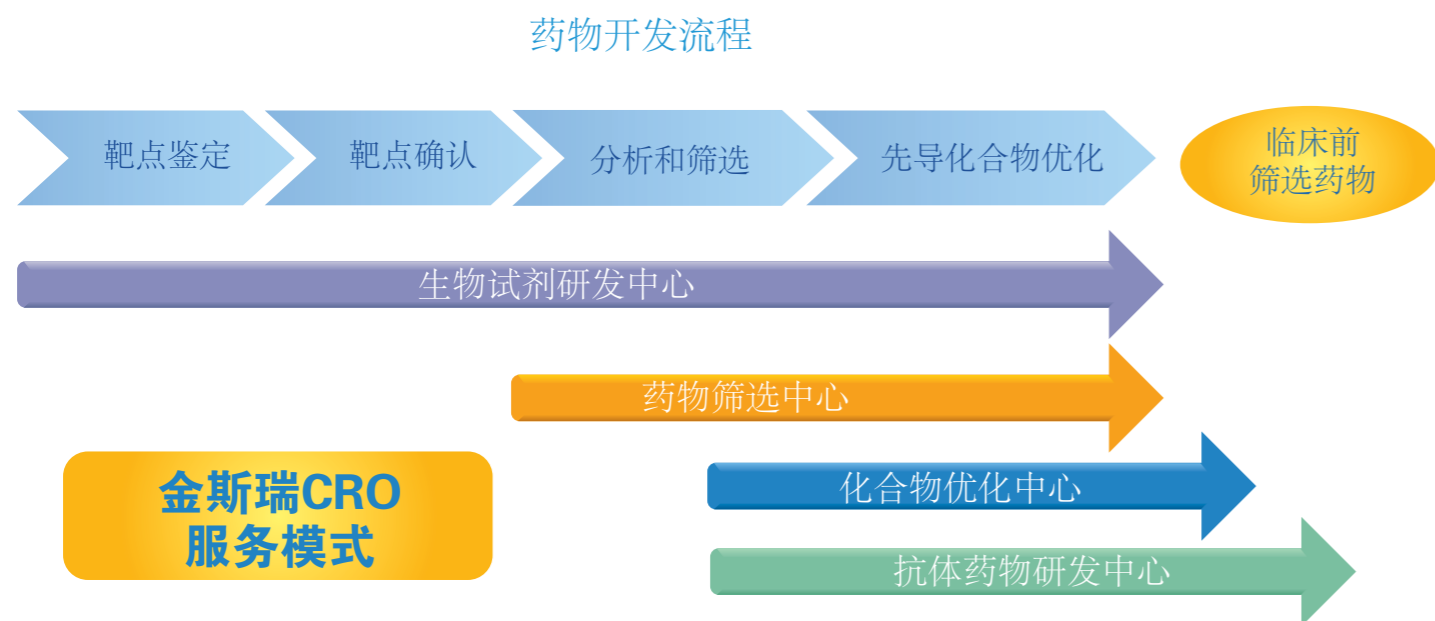 药物开发流程
靶点鉴定
靶点确认
分析和筛选
先导化合物优化
临床前
筛选药物
生物试剂研发中心
药物筛选中心
化合物优化中心
抗体药物研发中心
金斯瑞CRO
服务模式